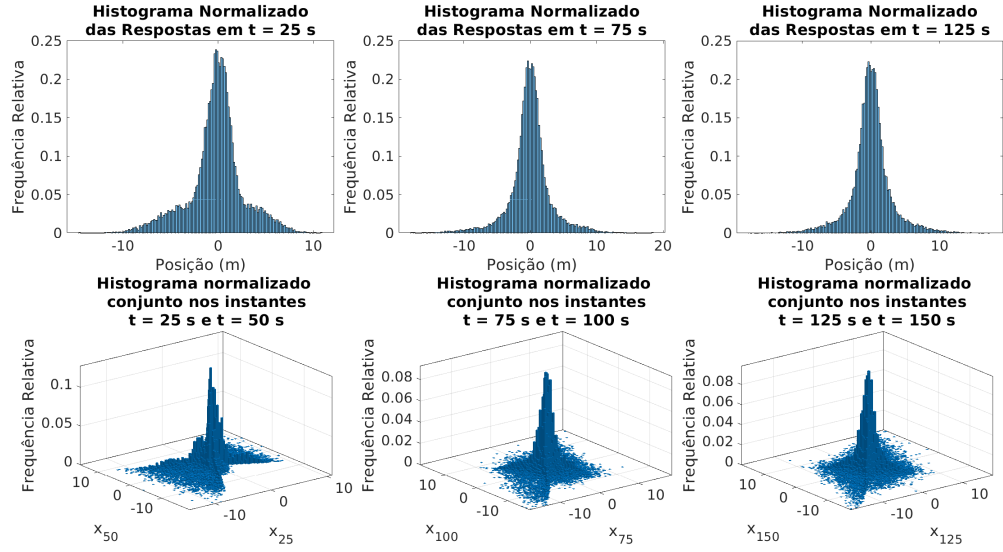 Histograma Normalizado
das Respostas em t = 25 s
0.25
0.2
0.15
0.1
0.05
0
-10
0
10
Frequência Relativa
Posição (m)
Histograma Normalizado
das Respostas em t = 75 s
0.25
0.2
0.15
0.1
0.05
0
-10
0
10
20
Frequência Relativa
Posição (m)
Histograma Normalizado
das Respostas em t = 125 s
0.25
0.2
0.15
0.1
0.05
0
-10
0
10
Frequência Relativa
Posição (m)
Histograma normalizado
conjunto nos instantes
t = 25 s e t = 50 s
0.1
0.05
0
10
0
-10
-10
0
10
Frequência Relativa
x50
x25
Histograma normalizado
conjunto nos instantes
t = 75 s e t = 100 s
0.08
0.06
0.04
0.02
0
10
0
-10
-10
0
10
Frequência Relativa
x100
x75
Histograma normalizado
conjunto nos instantes
t = 125 s e t = 150 s
0.08
0.06
0.04
0.02
0
10
0
-10
-10
0
10
Frequência Relativa
x150
x125